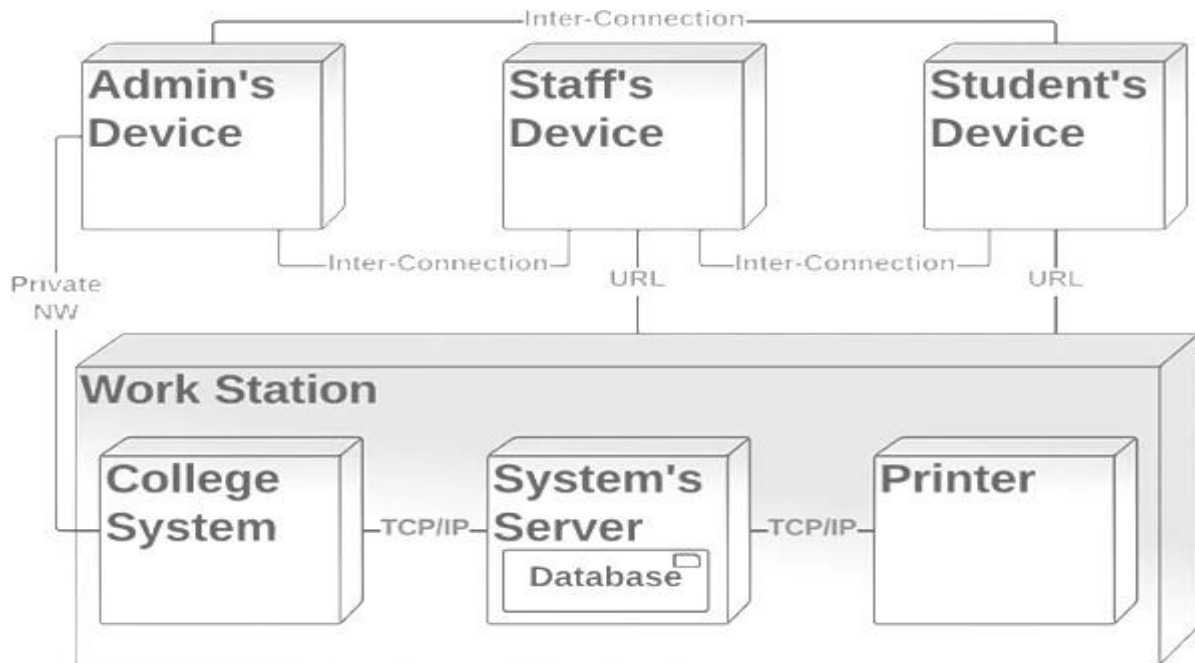 Inter-Connection
Admin's
Device
Staff's
Device
Student's
Device
Inter-Connection
URL
Inter-Connection
URL
Private
NW
Work Station
College
System
TCP/IP
System's
Server
Database
TCP/IP
Printer